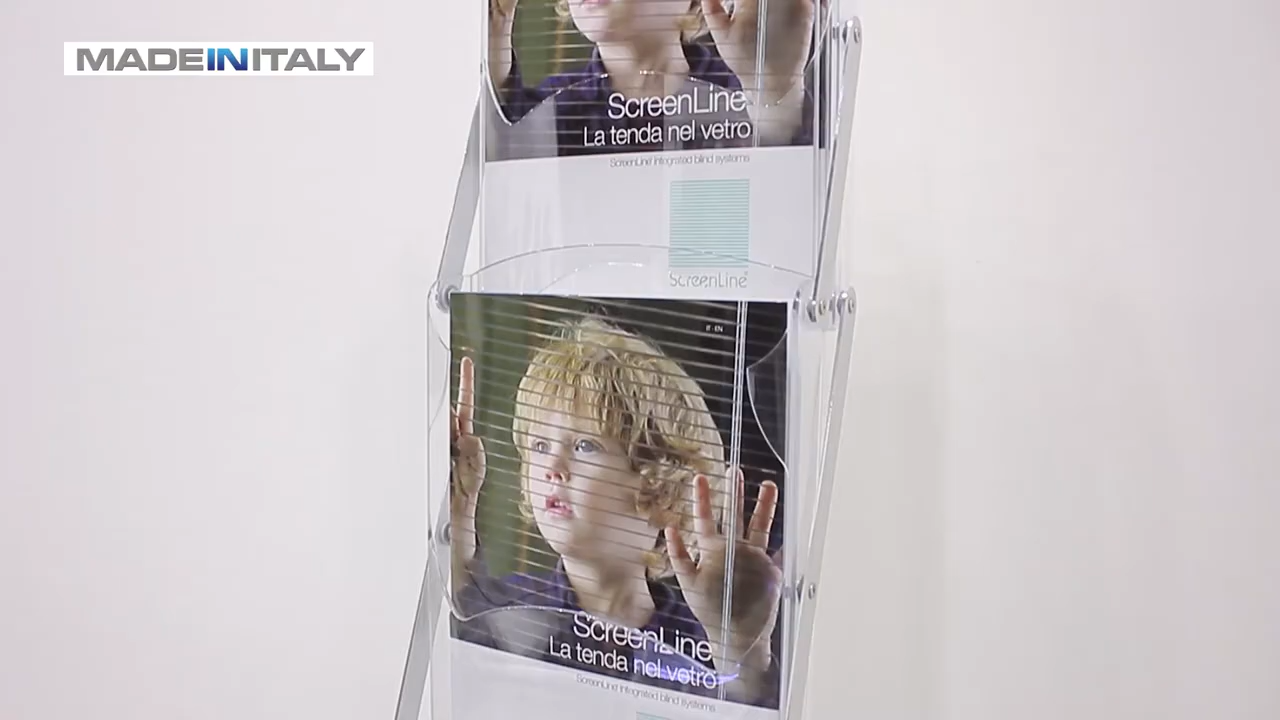 MADEINITALY
ScreenLine
La tenda nel vetro
ScreenLine integrated blind systems
ScreenLine
IT - EN
ScreenLine
La tenda nel vetro
ScreenLine integrated blind systems